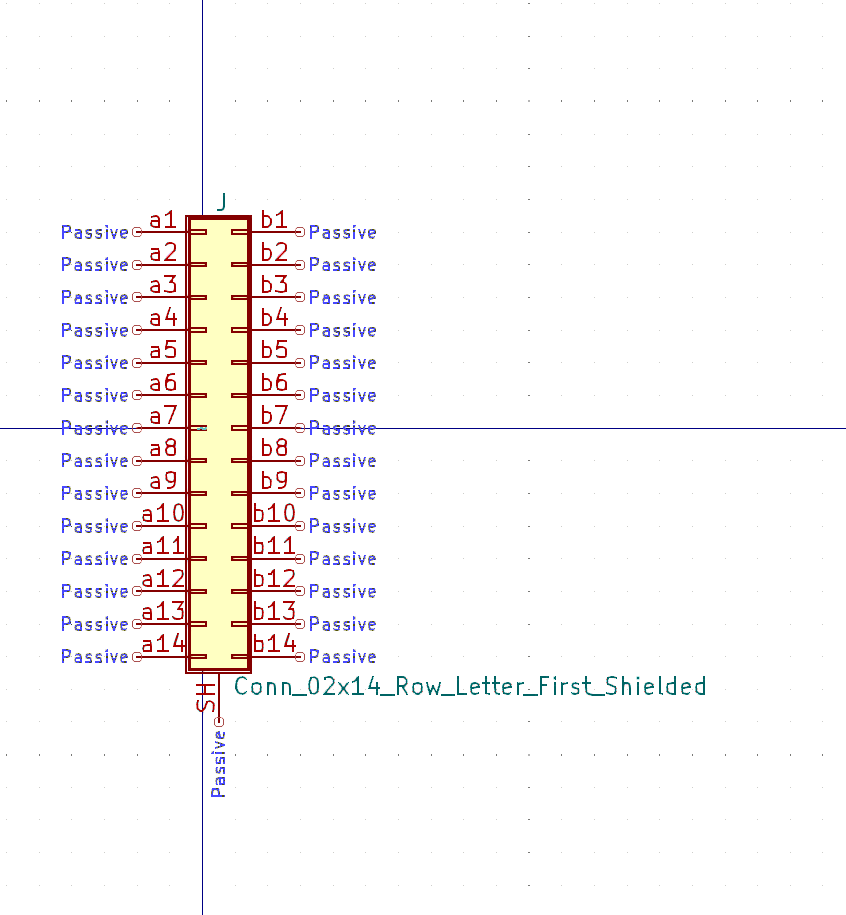 J
Passive a1 b1 Passive
Passive a2 b2 Passive
Passive a3 b3 Passive
Passive a4 b4 Passive
Passive a5 b5 Passive
Passive a6 b6 Passive
Passive a7 b7 Passive
Passive a8 b8 Passive
Passive a9 b9 Passive
Passive a10 b10 Passive
Passive a11 b11 Passive
Passive a12 b12 Passive
Passive a13 b13 Passive
Passive a14 b14 Passive
SH
Conn_02x14_Row_Letter_First_Shielded
Passive